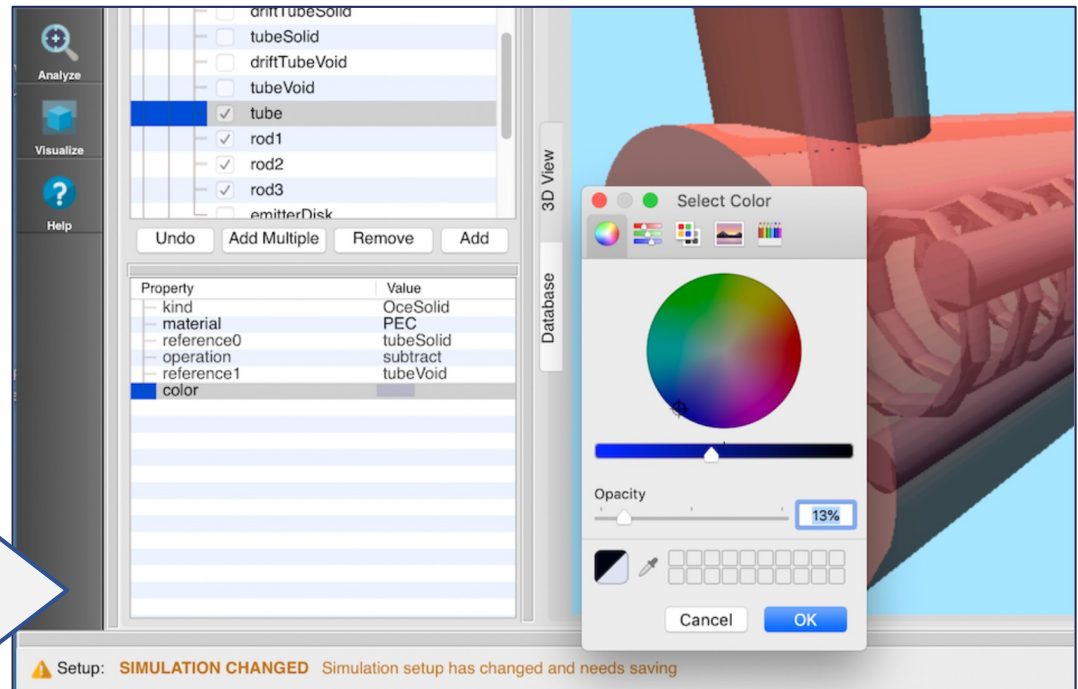 driftTubeSolid
tubeSolid
driftTubeVoid
tubeVoid
tube
rod1
rod2
rod3
emitterDisk
Analyze
Visualize
Help
Undo Add Multiple Remove Add
Property Value
kind OceSolid
material PEC
reference0 tubeSolid
operation subtract
reference1 tubeVoid
color
3D View
Database
Select Color
Opacity
13%
Cancel OK
Setup: SIMULATION CHANGED Simulation setup has changed and needs saving